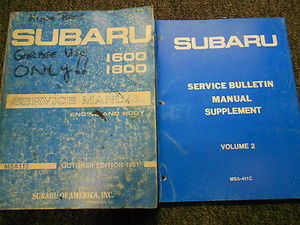 SUBARU
GARAGE USE
ONLY!!
1600
1800
SERVICE MANUAL
ENGINE AND BODY
MSA113
OCTOBER EDITION-1981
SUBARU OF AMERICA, INC.
SUBARU
SERVICE BULLETIN
MANUAL
SUPPLEMENT
VOLUME 2
MSA-411C